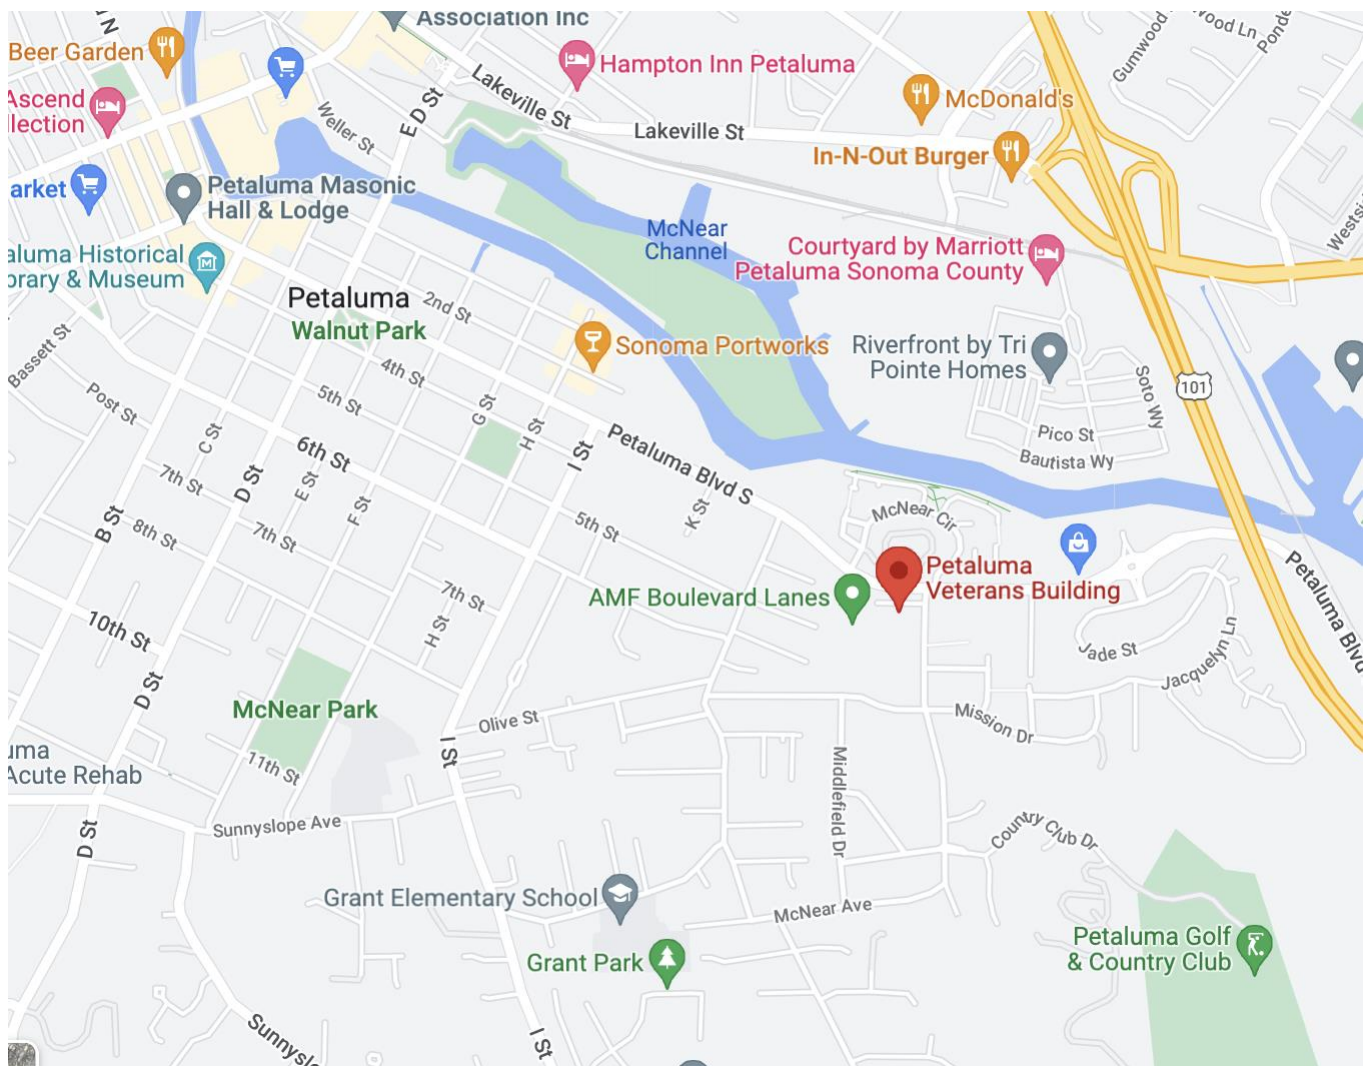 Association Inc
N
Beer Garden
Hampton Inn Petaluma
Gumwood
wood Ln
Ponde
Ascend
llection
Lakeville St
McDonald's
E D St
Weller St
Lakeville St
In-N-Out Burger
arket
Petaluma Masonic
Hall & Lodge
Westsi
McNear
Channel
aluma Historical
brary & Museum
Courtyard by Marriott
Petaluma Sonoma County
Petaluma
Walnut Park
2nd St
Sonoma Portworks
Riverfront by Tri
Pointe Homes
Bassett St
4th St
Soto Wy
101
Post St
5th St
G St
H St
I St
Petaluma Blvd S
Pico St
Bautista Wy
C St
6th St
7th St
D St
E St
F St
K St
McNear Cir
B St
8th St
7th St
5th St
Petaluma Blvd
Petaluma
Veterans Building
AMF Boulevard Lanes
7th St
10th St
H St
Jade St
Jacquelyn Ln
D St
McNear Park
Olive St
Mission Dr
uma
Acute Rehab
11th St
I St
Middlefield Dr
Sunnyslope Ave
Country Club Dr
D St
Grant Elementary School
McNear Ave
Petaluma Golf
& Country Club
Grant Park
Sunnyslo
I St